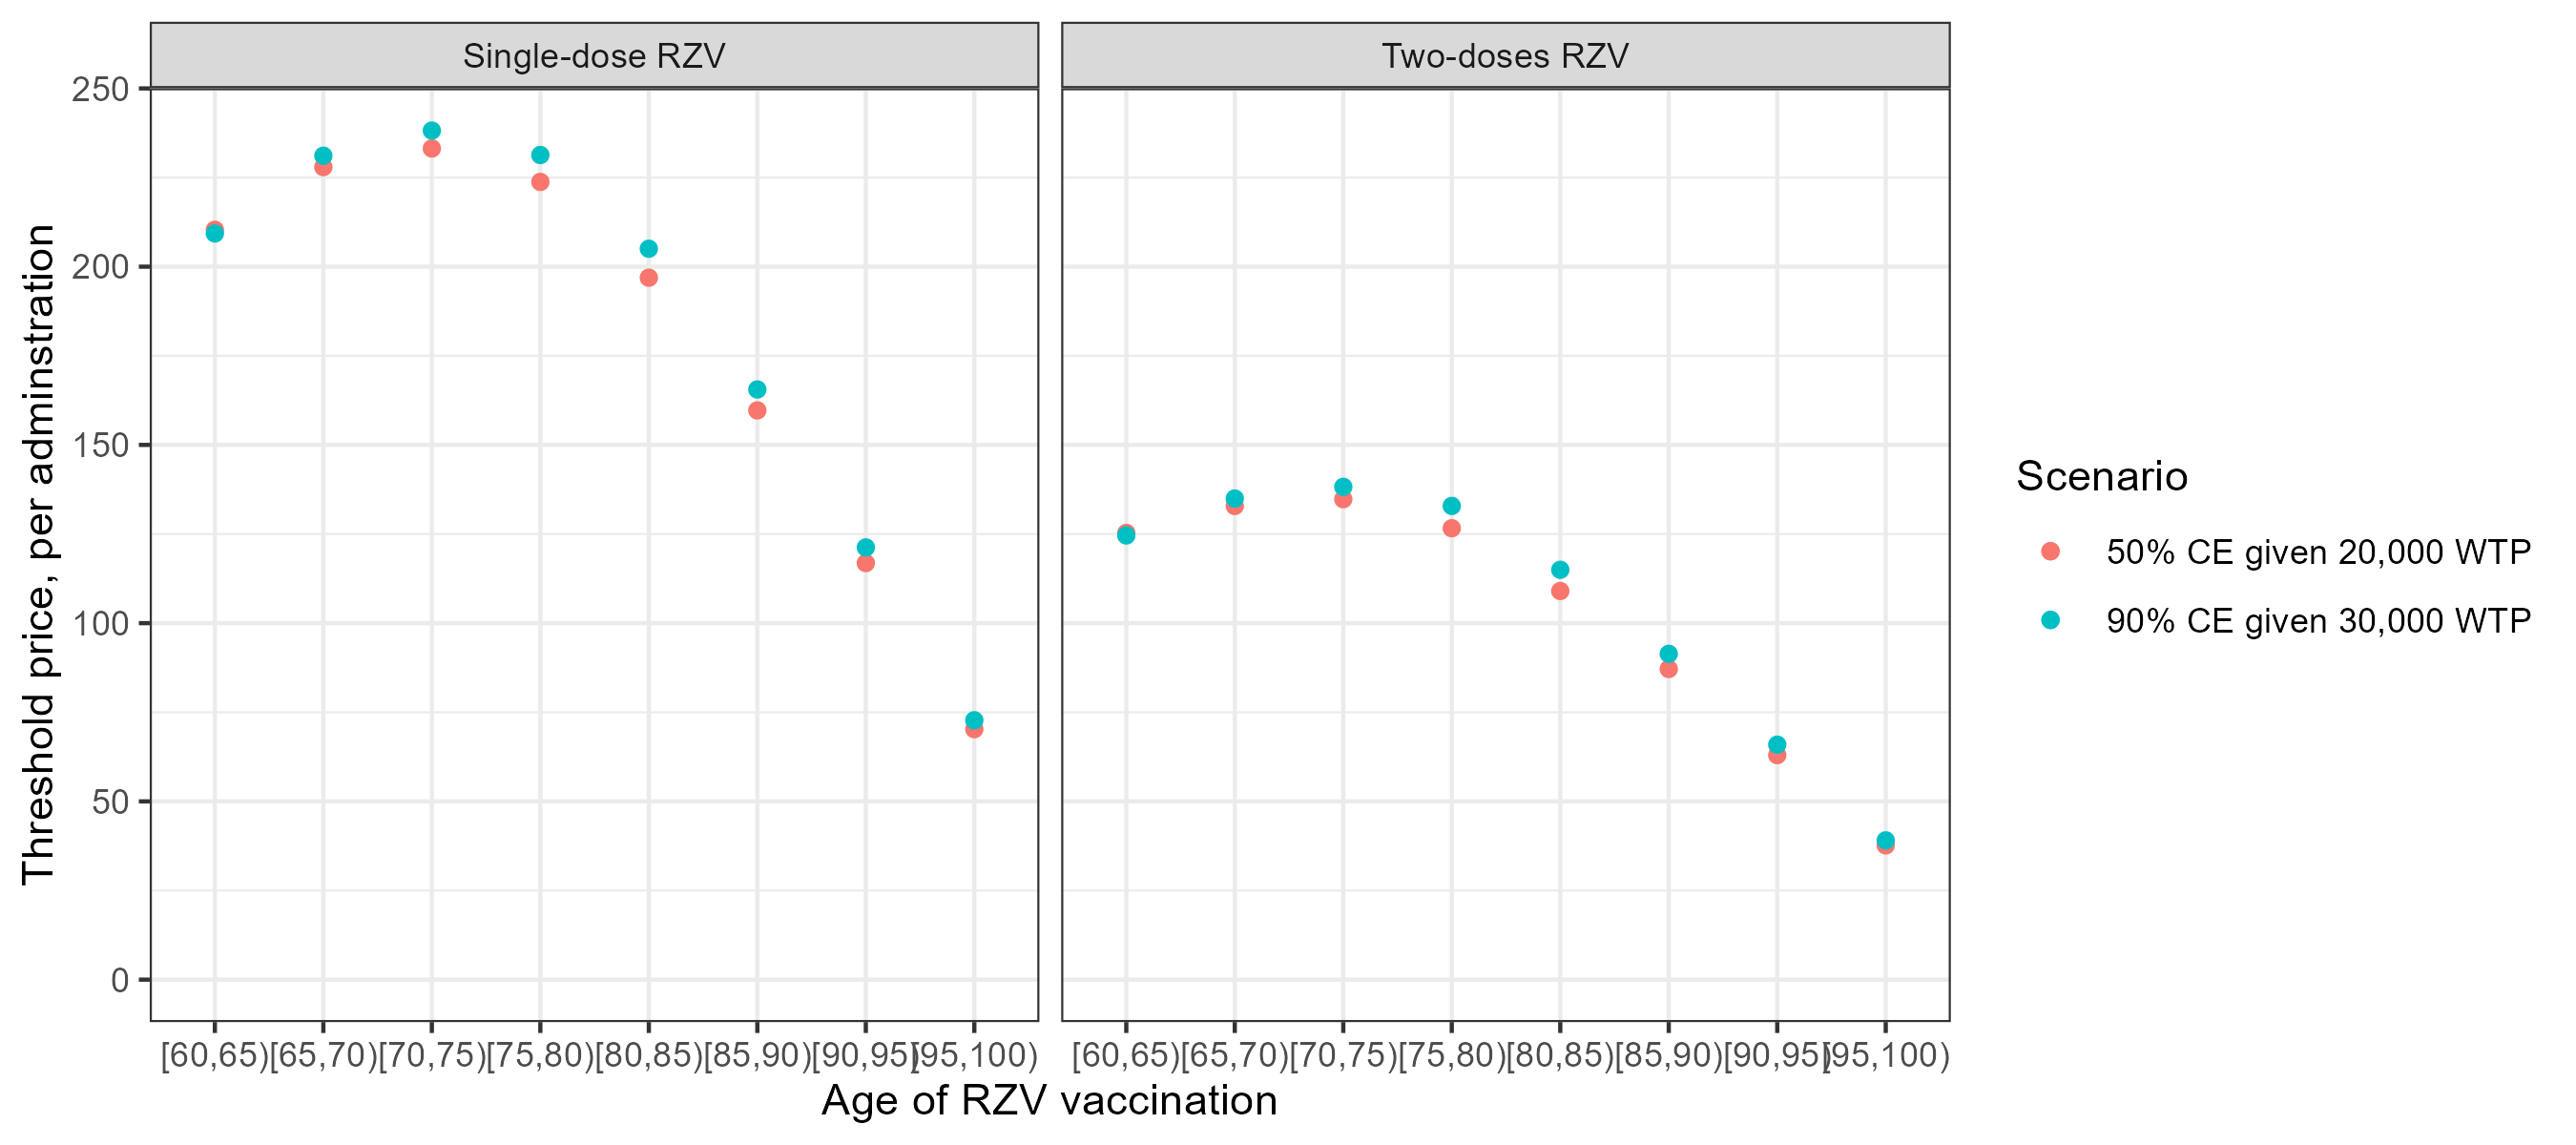 Single-dose RZV
Two-doses RZV
Threshold price, per adminstration
250
200
150
100
50
0
[60,65) [65,70) [70,75) [75,80) [80,85) [85,90) [90,95) [95,100)
[60,65) [65,70) [70,75) [75,80) [80,85) [85,90) [90,95) [95,100)
Age of RZV vaccination
Scenario
50% CE given 20,000 WTP
90% CE given 30,000 WTP